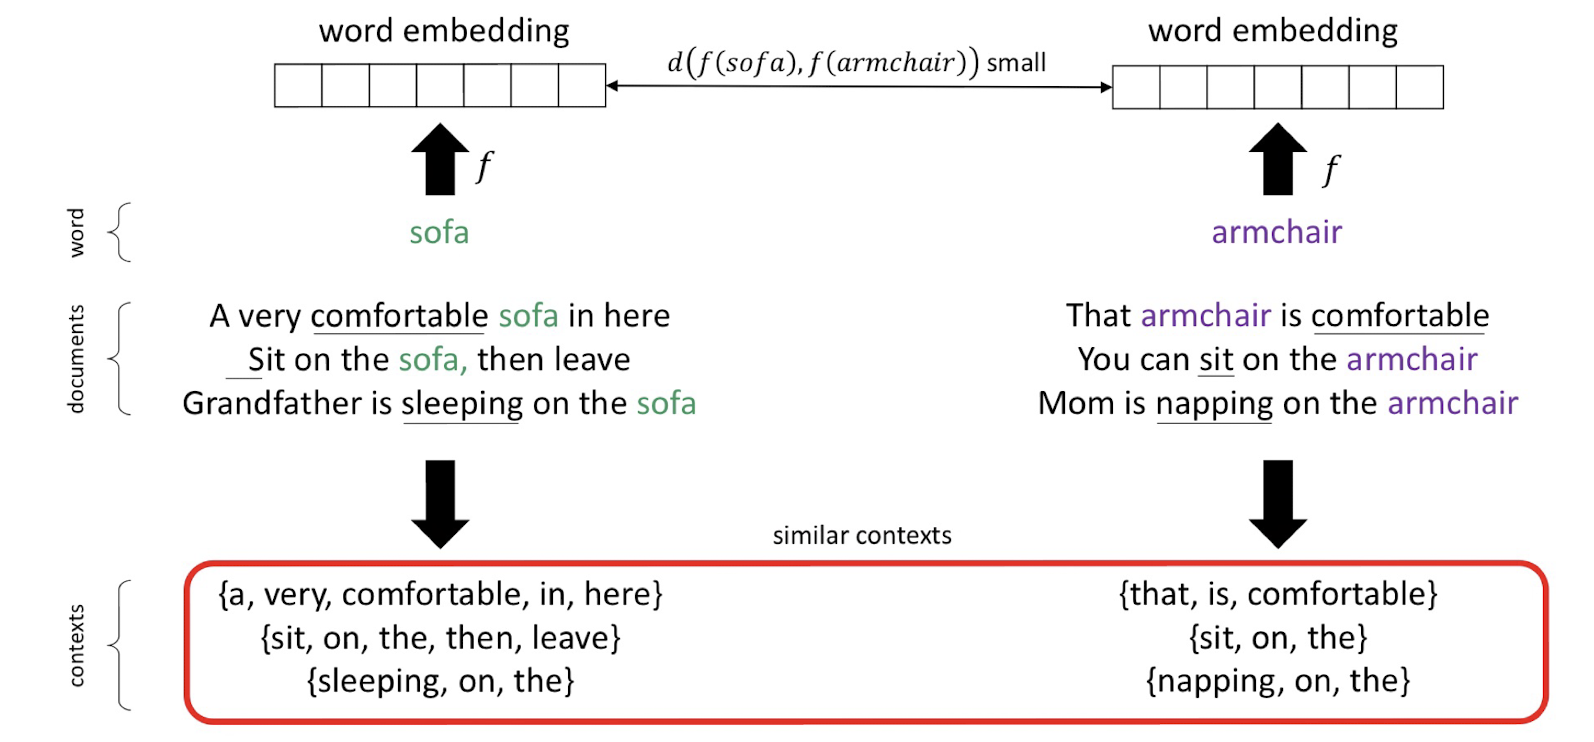 word embedding
word embedding
d(f(sofa), f(armchair)) small
f
f
word
sofa
armchair
documents
A very comfortable sofa in here
Sit on the sofa, then leave
Grandfather is sleeping on the sofa
That armchair is comfortable
You can sit on the armchair
Mom is napping on the armchair
similar contexts
contexts
{a, very, comfortable, in, here}
{sit, on, the, then, leave}
{sleeping, on, the}
{that, is, comfortable}
{sit, on, the}
{napping, on, the}